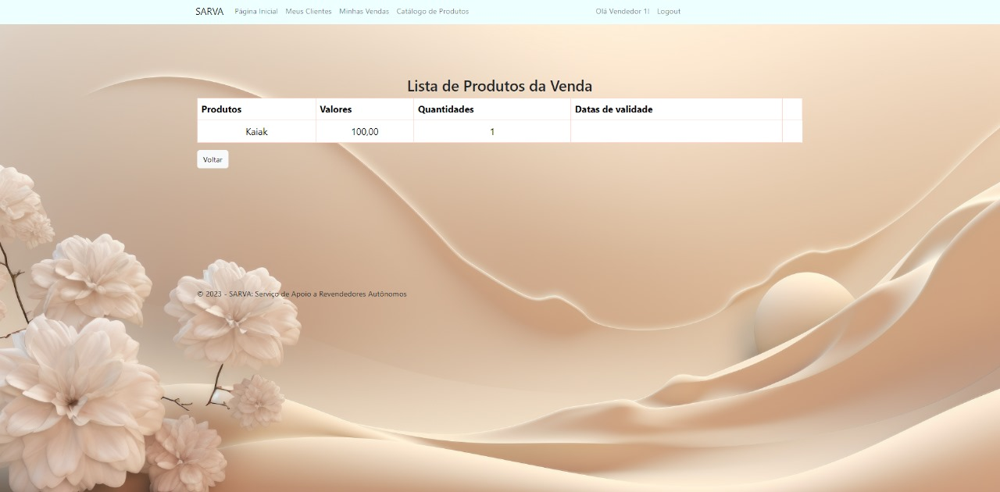 SARVA Página Inicial Meus Clientes Minhas Vendas Catálogo de Produtos Olá Vendedor 1! Logout
Lista de Produtos da Venda
Produtos Valores Quantidades Datas de validade
Kaiak 100,00 1
Voltar
© 2023 - SARVA: Serviço de Apoio a Revendedores Autônomos